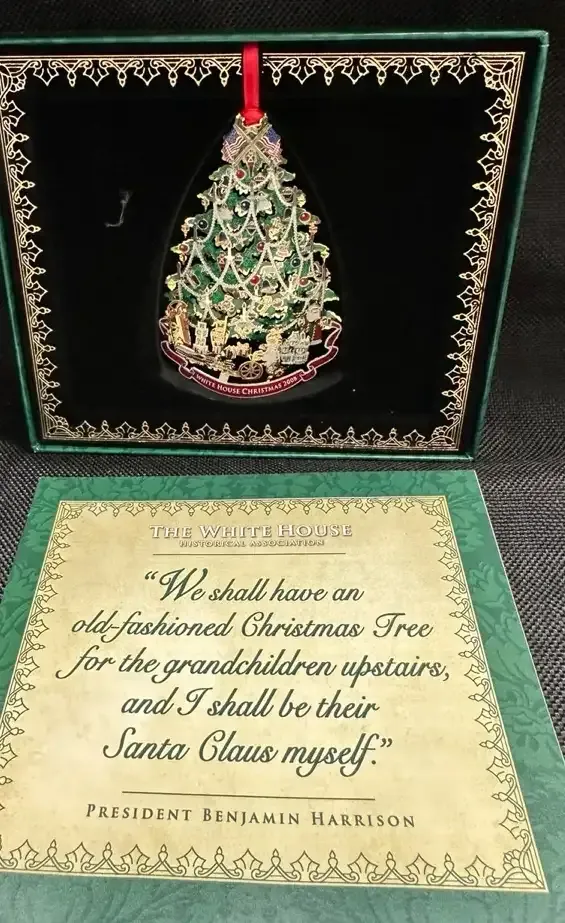 WHITE HOUSE CHRISTMAS 2008
THE WHITE HOUSE
HISTORICAL ASSOCIATION
“We shall have an
old-fashioned Christmas Tree
for the grandchildren upstairs,
and I shall be their
Santa Claus myself.”
PRESIDENT BENJAMIN HARRISON